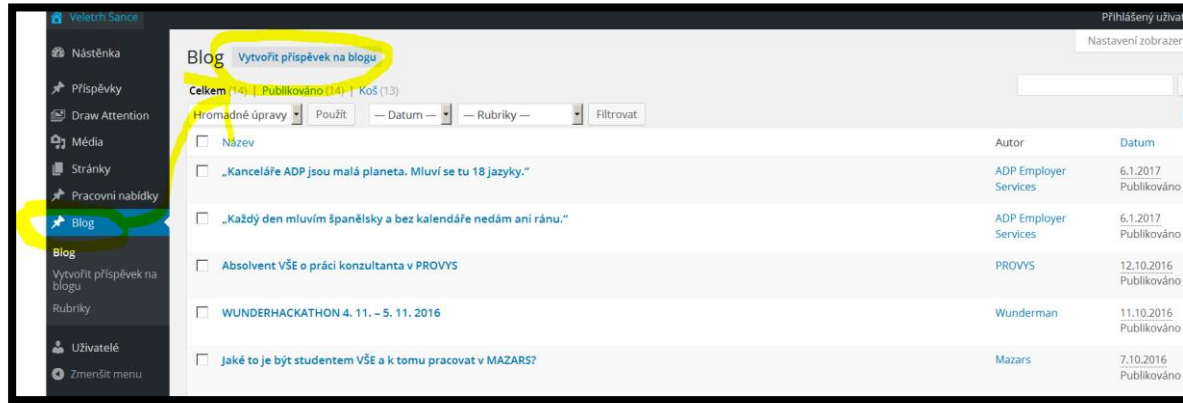 Veletrh Šance
Přihlášený uživat
Nastavení zobrazen
Nástěnka
Příspěvky
Draw Attention
Média
Stránky
Pracovni nabídky
Blog
Blog
Vytvořit příspěvek na
blogu
Rubriky
Uživatelé
Zmenšit menu
Blog Vytvořit příspěvek na blogu
Celkem (14) | Publikováno (14) | Koš (13)
Hromadné úpravy Použít — Datum — — Rubriky — Filtrovat
Název Autor Datum
„Kanceláře ADP jsou malá planeta. Mluví se tu 18 jazyky.“ ADP Employer 6.1.2017
Services Publikováno
„Každý den mluvím španělsky a bez kalendáře nedám ani ránu.“ ADP Employer 6.1.2017
Services Publikováno
Absolvent VŠE o práci konzultanta v PROVYS PROVYS 12.10.2016
Publikováno
WUNDERHACKATHON 4. 11. – 5. 11. 2016 Wunderman 11.10.2016
Publikováno
Jaké to je být studentem VŠE a k tomu pracovat v MAZARS? Mazars 7.10.2016
Publikováno